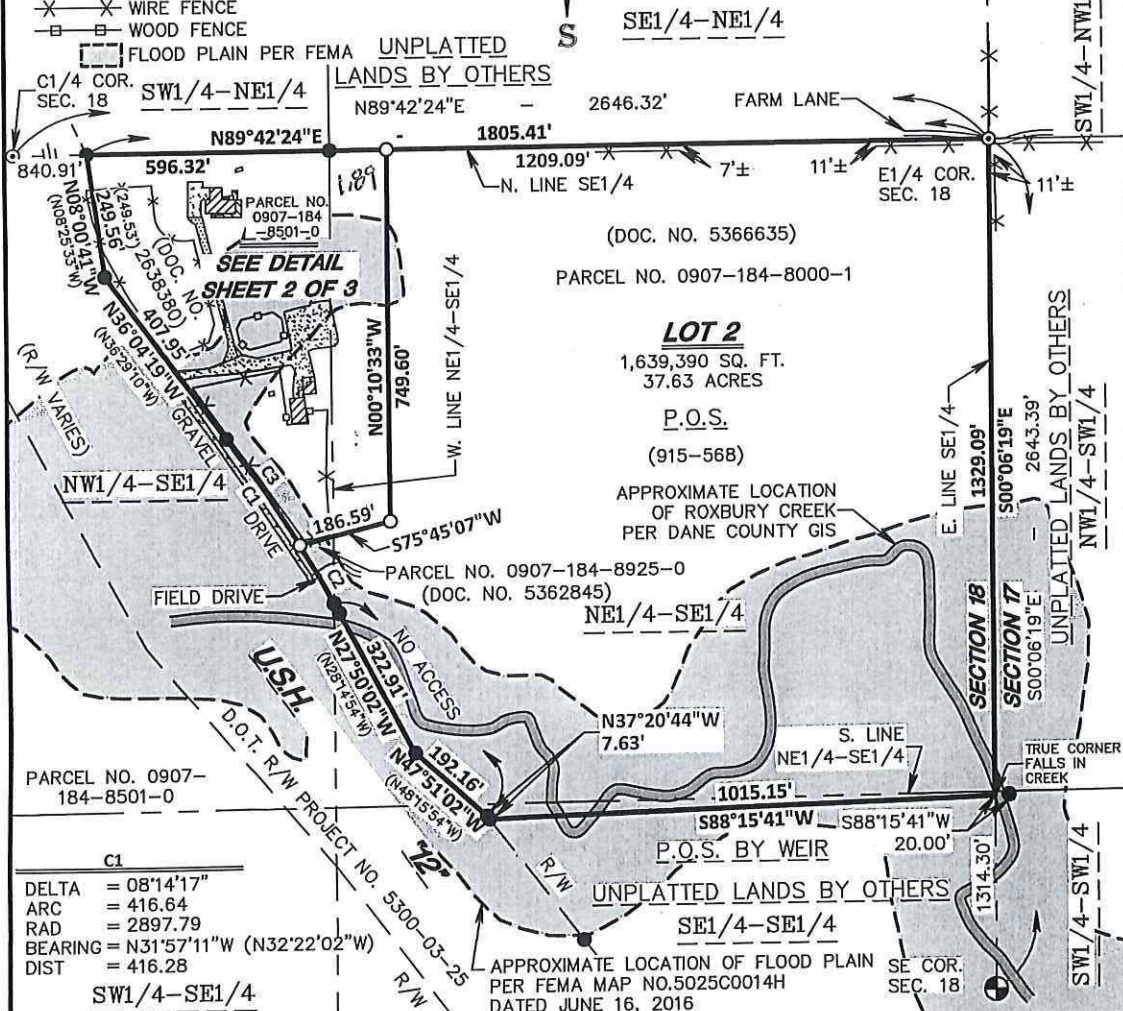 WIRE FENCE
WOOD FENCE
FLOOD PLAIN PER FEMA
S
SE1/4-NE1/4
SW1/4-NW1
UNPLATTED
LANDS BY OTHERS
C1/4 COR.
SEC. 18
SW1/4-NE1/4
N89°42'24"E - 2646.32'
FARM LANE
N89°42'24"E
1805.41'
840.91'
596.32'
1209.09'
7'±
11'±
E1/4 COR.
SEC. 18
11'±
N. LINE SE1/4
1.89
PARCEL NO.
0907-184
-8501-0
N08°00'41"W
(N08°25'33"W)
249.56'
(249.53')
(DOC. NO.
2638380)
SEE DETAIL
SHEET 2 OF 3
(DOC. NO. 5366635)
PARCEL NO. 0907-184-8000-1
LOT 2
1,639,390 SQ. FT.
37.63 ACRES
P.O.S.
(915-568)
N36°04'19"W
407.95'
(N36°29'10"W)
(R/W VARIES)
GRAVEL
DRIVE
N00°10'33"W
749.60'
W. LINE NE1/4-SE1/4
E. LINE SE1/4
1329.09'
S00°06'19"E
2643.39'
UNPLATTED LANDS BY OTHERS
NW1/4-SW1/4
NW1/4-SE1/4
C3
C1
C2
186.59'
S75°45'07"W
APPROXIMATE LOCATION
OF ROXBURY CREEK
PER DANE COUNTY GIS
PARCEL NO. 0907-184-8925-0
(DOC. NO. 5362845)
FIELD DRIVE
NE1/4-SE1/4
SECTION 18
SECTION 17
S00°06'19"E
U.S.H.
"12"
N27°50'02"W
322.91'
(N28°14'54"W)
NO ACCESS
N37°20'44"W
7.63'
S. LINE
NE1/4-SE1/4
TRUE CORNER
FALLS IN
CREEK
N47°51'02"W
192.16'
(N48°15'54"W)
1015.15'
S88°15'41"W
S88°15'41"W
20.00'
PARCEL NO. 0907-
184-8501-0
D.O.T. R/W PROJECT NO. 5300-03-25
R/W
R/W
P.O.S. BY WEIR
UNPLATTED LANDS BY OTHERS
SE1/4-SE1/4
1314.30'
SW1/4-SW1/4
C1
DELTA = 08°14'17"
ARC = 416.64
RAD = 2897.79
BEARING = N31°57'11"W (N32°22'02"W)
DIST = 416.28
SW1/4-SE1/4
APPROXIMATE LOCATION OF FLOOD PLAIN
PER FEMA MAP NO.5025C0014H
DATED JUNE 16, 2016
SE COR.
SEC. 18